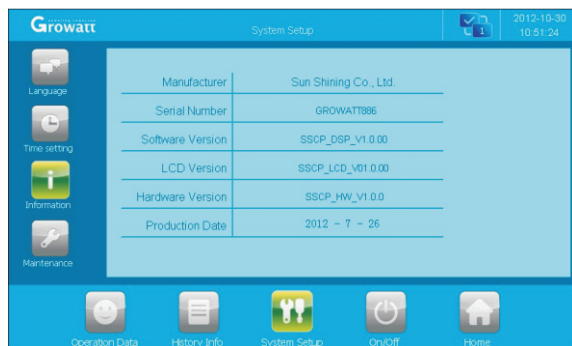 Growatt
System Setup
1
2012-10-30
10:51:24
Language
Time setting
Information
Maintenance
Manufacturer Sun Shining Co., Ltd.
Serial Number GROWATT886
Software Version SSCP_DSP_V1.0.00
LCD Version SSCP_LCD_V01.0.00
Hardware Version SSCP_HW_V1.0.0
Production Date 2012 - 7 - 26
Operation Data
History Info
System Setup
On/Off
Home